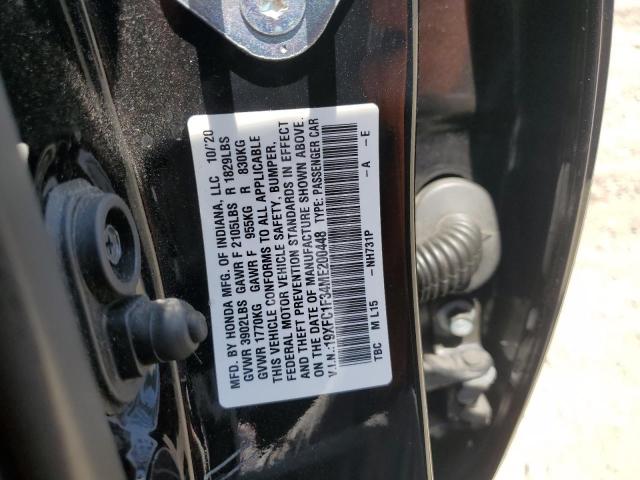 MFD. BY HONDA MFG. OF INDIANA, LLC 10/'20
GVWR 3902LBS GAWR F 2105LBS R 1829LBS
GVWR 1770KG GAWR F 955KG R 830KG
THIS VEHICLE CONFORMS TO ALL APPLICABLE
FEDERAL MOTOR VEHICLE SAFETY, BUMPER,
AND THEFT PREVENTION STANDARDS IN EFFECT
ON THE DATE OF MANUFACTURE SHOWN ABOVE.
V.I.N.:19XFC1F34ME200448 TYPE: PASSENGER CAR
–NH731P –A –E
TBC M L15